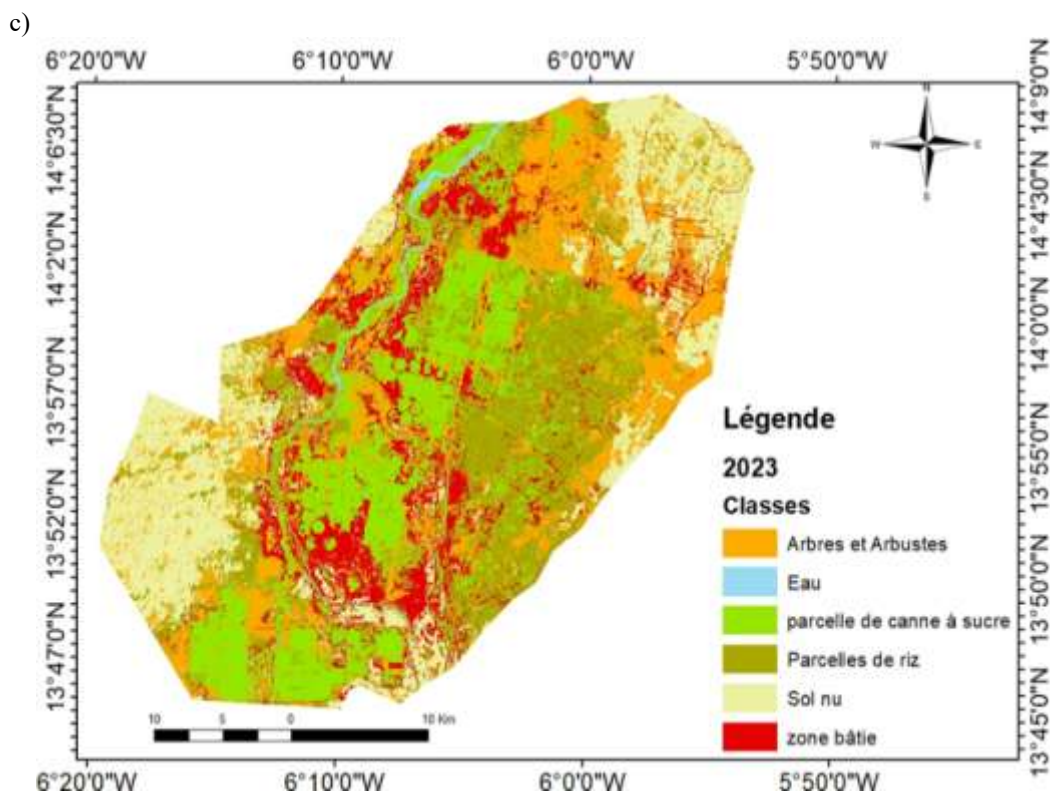 c)
6°20'0"W 6°10'0"W 6°0'0"W 5°50'0"W
14°6'30"N
14°2'0"N
13°57'0"N
13°52'0"N
13°47'0"N
14°9'0"N
14°4'30"N
14°0'0"N
13°55'0"N
13°50'0"N
13°45'0"N
N
W E
S
Légende
2023
Classes
Arbres et Arbustes
Eau
parcelle de canne à sucre
Parcelles de riz
Sol nu
zone bâtie
10 5 0 10 Km
6°20'0"W 6°10'0"W 6°0'0"W 5°50'0"W